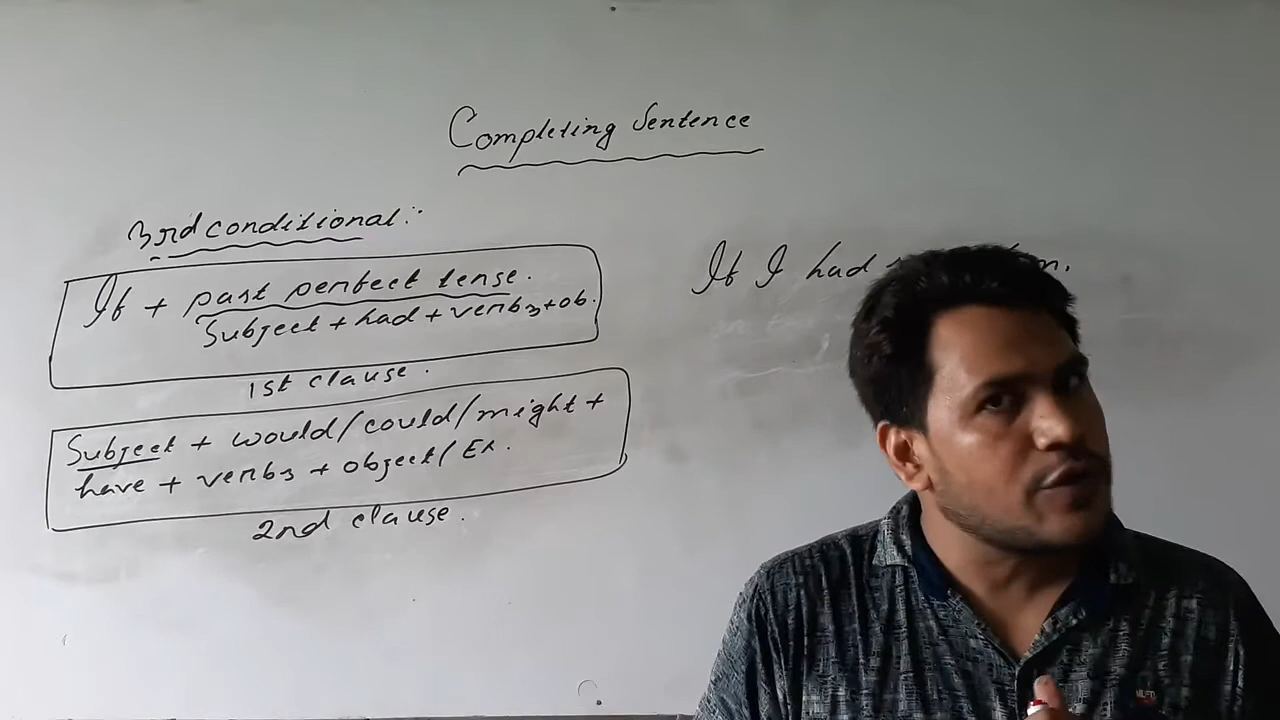 Completing Sentence
3rd conditional:
If + past perfect tense.
Subject + had + verb3 + ob.
1st clause.
Subject + would/could/might +
have + verb3 + object/Ex.
2nd clause.
If I had